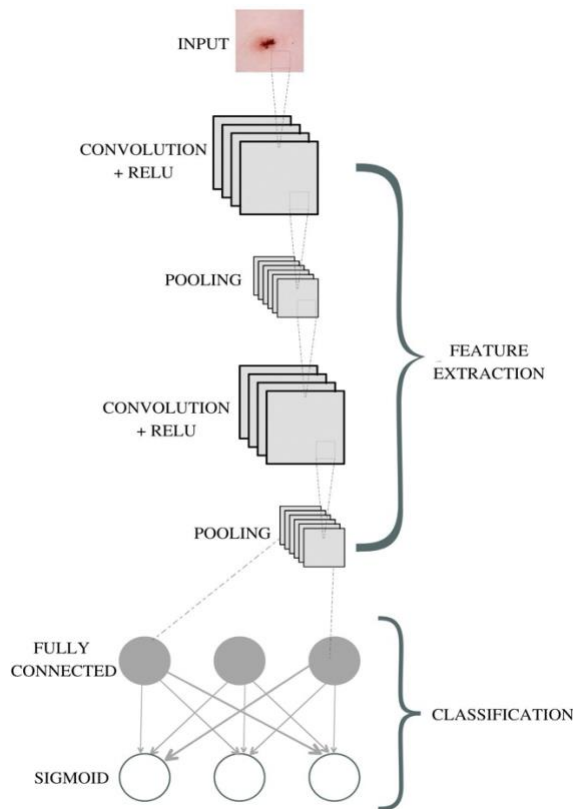 INPUT
CONVOLUTION
+ RELU
POOLING
CONVOLUTION
+ RELU
POOLING
FEATURE
EXTRACTION
FULLY
CONNECTED
SIGMOID
CLASSIFICATION